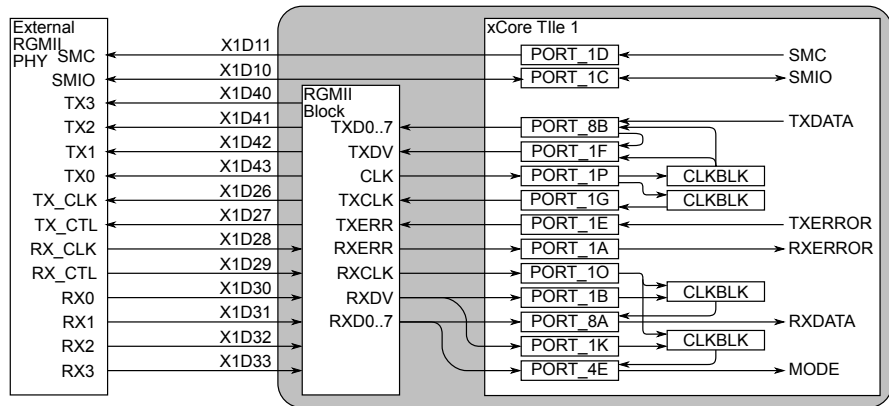 External
RGMII
PHY
xCore TIle 1
SMC X1D11 PORT_1D SMC
SMIO X1D10 PORT_1C SMIO
RGMII
Block
TX3 X1D40
TX2 X1D41 TXD0..7 PORT_8B TXDATA
TX1 X1D42 TXDV PORT_1F
TX0 X1D43 CLK PORT_1P CLKBLK
TX_CLK X1D26 TXCLK PORT_1G CLKBLK
TX_CTL X1D27 TXERR PORT_1E TXERROR
RX_CLK X1D28 RXERR PORT_1A RXERROR
RX_CTL X1D29 RXCLK PORT_1O
RX0 X1D30 RXDV PORT_1B CLKBLK
RX1 X1D31 RXD0..7 PORT_8A RXDATA
RX2 X1D32 PORT_1K CLKBLK
RX3 X1D33 PORT_4E MODE